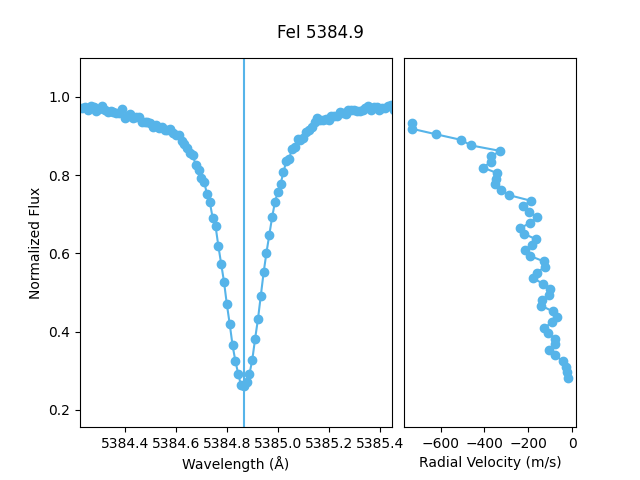 FeI 5384.9
Normalized Flux
1.0
0.8
0.6
0.4
0.2
5384.4 5384.6 5384.8 5385.0 5385.2 5385.4
Wavelength (Å)
−600 −400 −200 0
Radial Velocity (m/s)